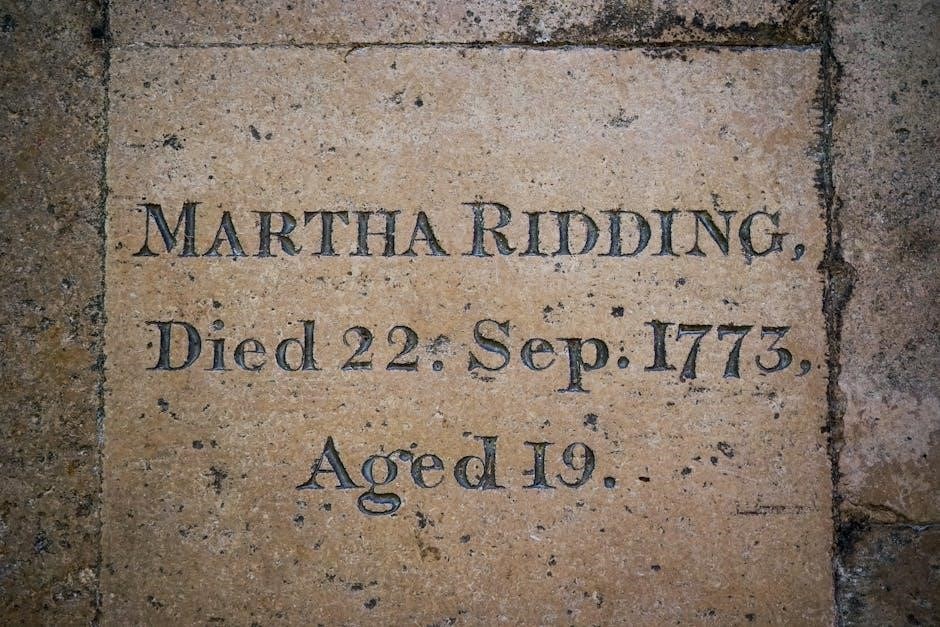 MARTHA RIDDING,
Died 22: Sep. 1773,
Aged 19.